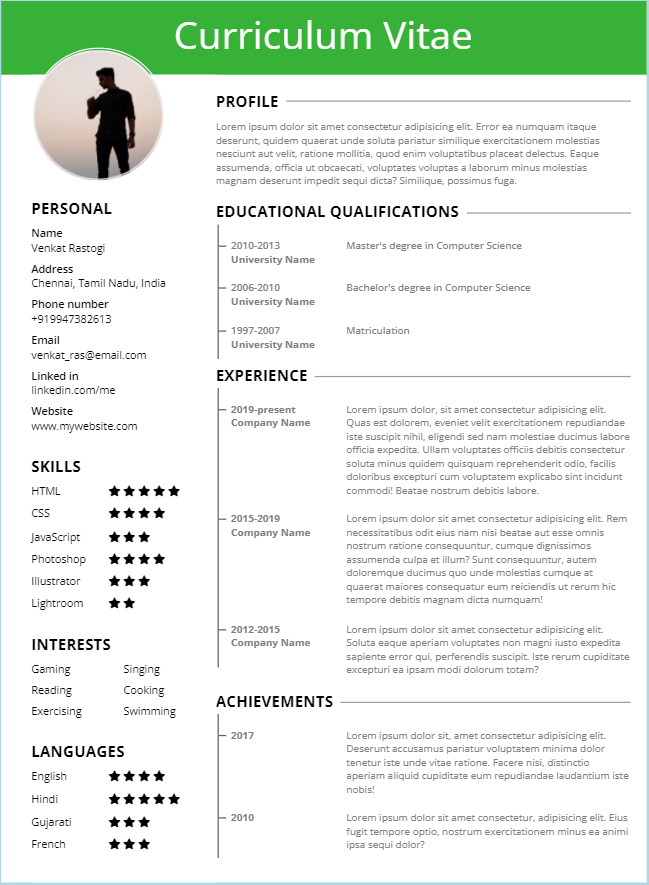 Curriculum Vitae
PERSONAL
Name
Venkat Rastogi
Address
Chennai, Tamil Nadu, India
Phone number
+919947382613
Email
venkat_ras@email.com
Linked in
linkedin.com/me
Website
www.mywebsite.com
SKILLS
HTML
CSS
JavaScript
Photoshop
Illustrator
Lightroom
INTERESTS
Gaming Singing
Reading Cooking
Exercising Swimming
LANGUAGES
English
Hindi
Gujarati
French
PROFILE
Lorem ipsum dolor sit amet consectetur adipisicing elit. Error ea numquam itaque
deserunt, quidem quaerat unde soluta pariatur similique exercitationem molestias
nesciunt aut velit, ratione mollitia, quod enim voluptatibus placeat delectus. Eaque
assumenda, officia ut obcaecati, voluptates voluptas a laborum minus molestias
magnam deserunt impedit sequi dicta? Similique, possimus fuga.
EDUCATIONAL QUALIFICATIONS
2010-2013 Master's degree in Computer Science
University Name
2006-2010 Bachelor's degree in Computer Science
University Name
1997-2007 Matriculation
University Name
EXPERIENCE
2019-present
Company Name
Lorem ipsum dolor, sit amet consectetur adipisicing elit.
Quas est dolorem, eveniet velit exercitationem repudiandae
iste suscipit nihil, eligendi sed nam molestiae ducimus labore
officia expedita. Ullam voluptates officiis debitis consectetur
soluta minus quidem quisquam reprehenderit odio, facilis
doloribus excepturi cum voluptatem explicabo sint incidunt
commodi! Beatae nostrum debitis labore.
2015-2019
Company Name
Lorem ipsum dolor sit amet consectetur adipisicing elit. Rem
necessitatibus odit eius nam nisi beatae aut esse omnis
nostrum ratione consequuntur, cumque dignissimos
assumenda culpa et illum? Sunt consequuntur, autem
doloremque ducimus quo unde molestias cumque at
quaerat maiores consequatur eum reiciendis ut rerum hic
tempore debitis magnam dicta numquam!
2012-2015
Company Name
Lorem ipsum dolor sit amet consectetur adipisicing elit.
Soluta eaque aperiam voluptates non magni iusto expedita
sapiente error qui, perferendis suscipit. Iste rerum cupiditate
excepturi ea ipsam modi dolorum totam?
ACHIEVEMENTS
2017
Lorem ipsum dolor sit, amet consectetur adipisicing elit.
Deserunt accusamus pariatur voluptatem minima dolor
tenetur iste unde vitae ratione. Facere nisi, distinctio
aperiam aliquid cupiditate eum repudiandae laudantium iste
nobis!
2010
Lorem ipsum dolor sit amet consectetur, adipisicing elit. Eius
fugit tempore optio, nostrum exercitationem minus ea animi
ipsa sequi dolor?